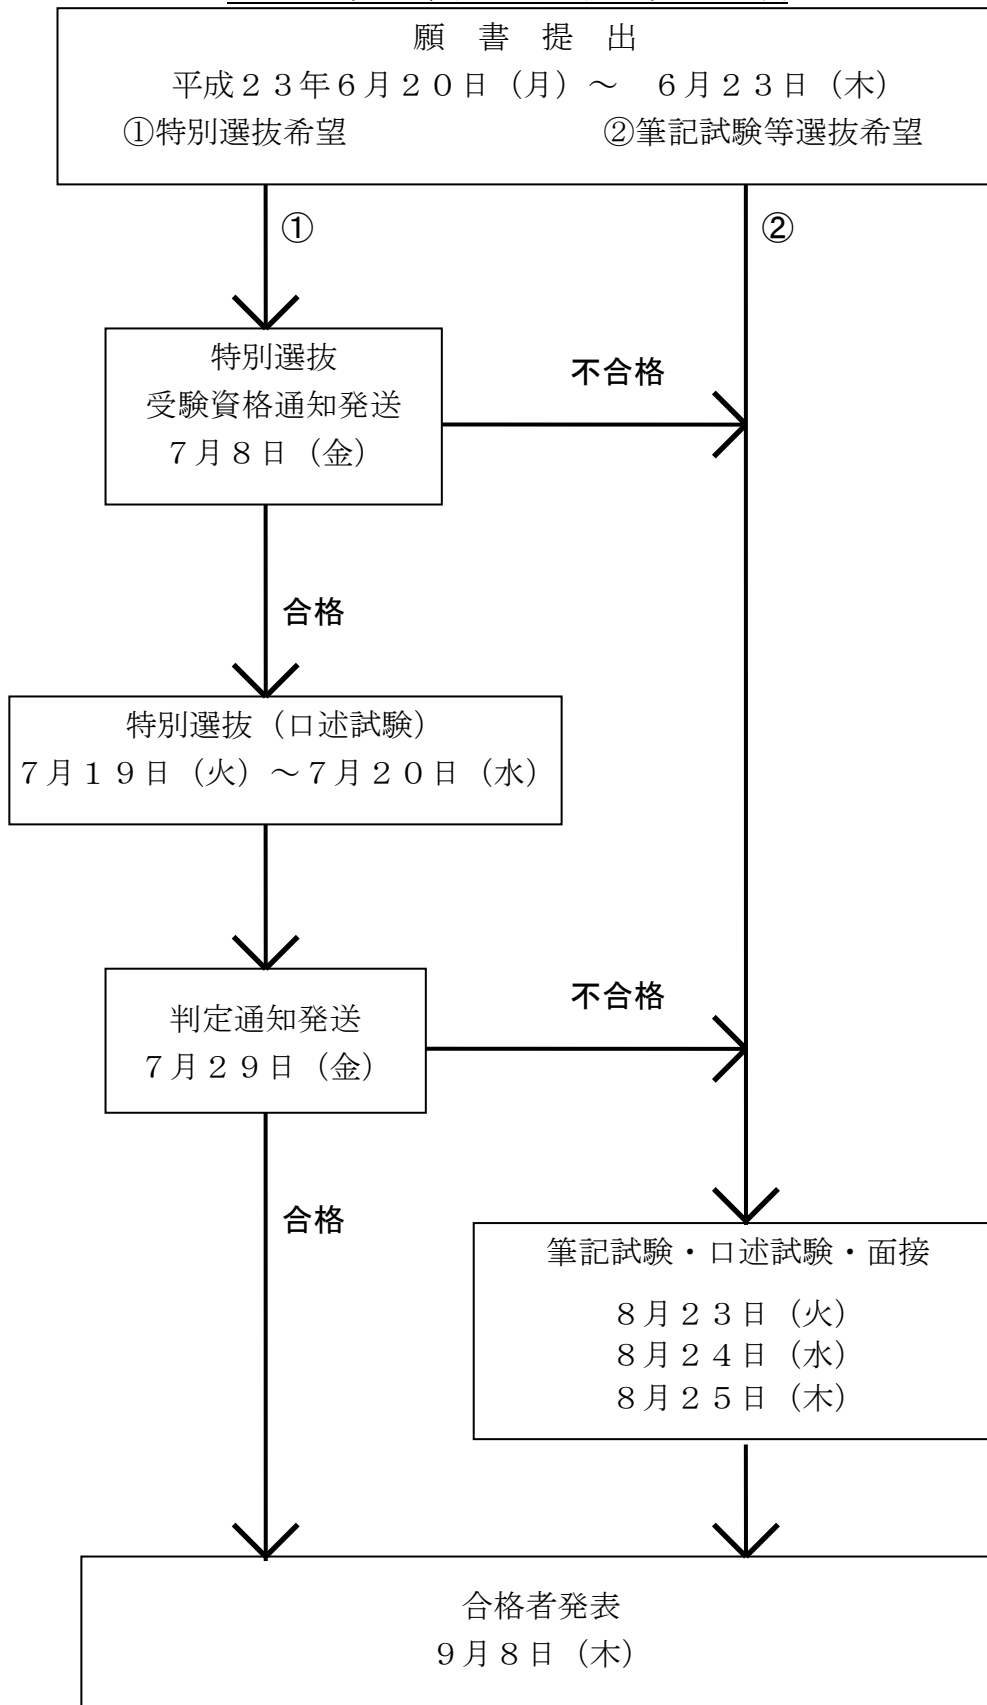 願　書　提　出
平成２３年６月２０日（月）～　６月２３日（木）
①特別選抜希望　　　　　　　　②筆記試験等選抜希望
①
②
特別選抜
受験資格通知発送
７月８日（金）
不合格
合格
特別選抜（口述試験）
７月１９日（火）～７月２０日（水）
判定通知発送
７月２９日（金）
不合格
合格
筆記試験・口述試験・面接
８月２３日（火）
８月２４日（水）
８月２５日（木）
合格者発表
９月８日（木）